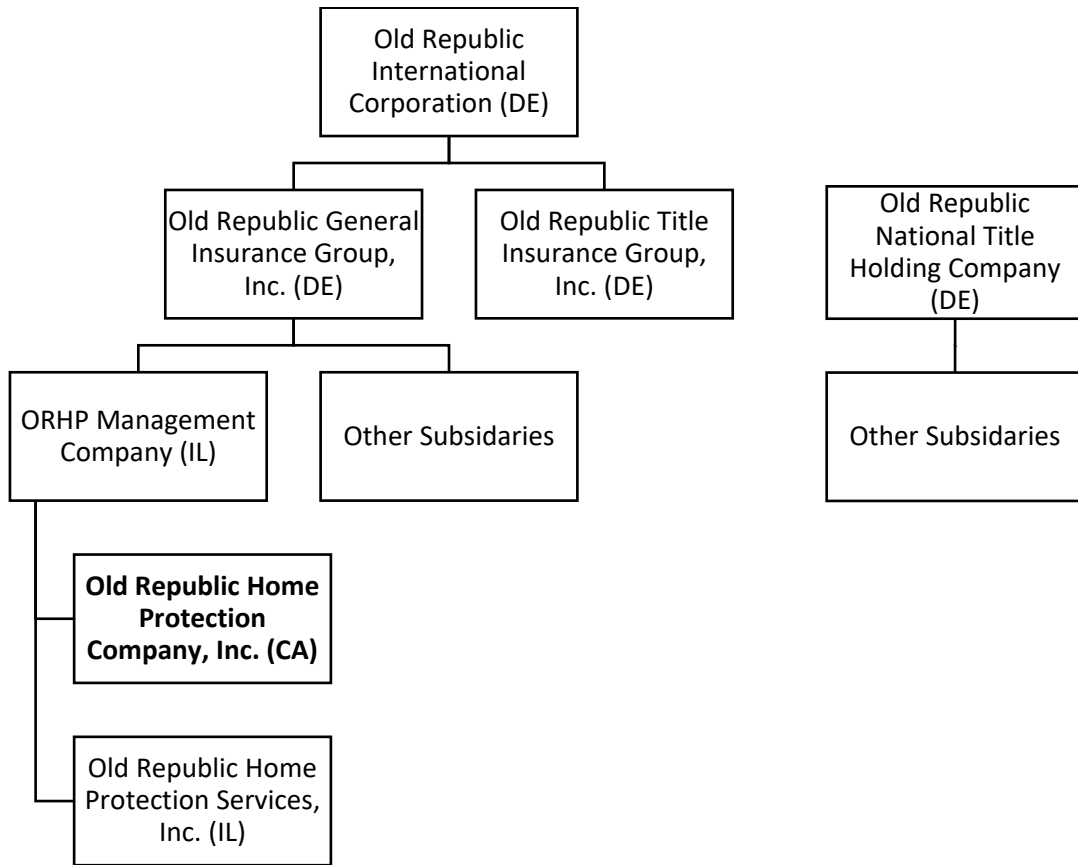 Old Republic
International
Corporation (DE)
Old Republic General
Insurance Group,
Inc. (DE)
Old Republic Title
Insurance Group,
Inc. (DE)
Old Republic
National Title
Holding Company
(DE)
ORHP Management
Company (IL)
Other Subsidaries
Other Subsidaries
Old Republic Home
Protection
Company, Inc. (CA)
Old Republic Home
Protection Services,
Inc. (IL)